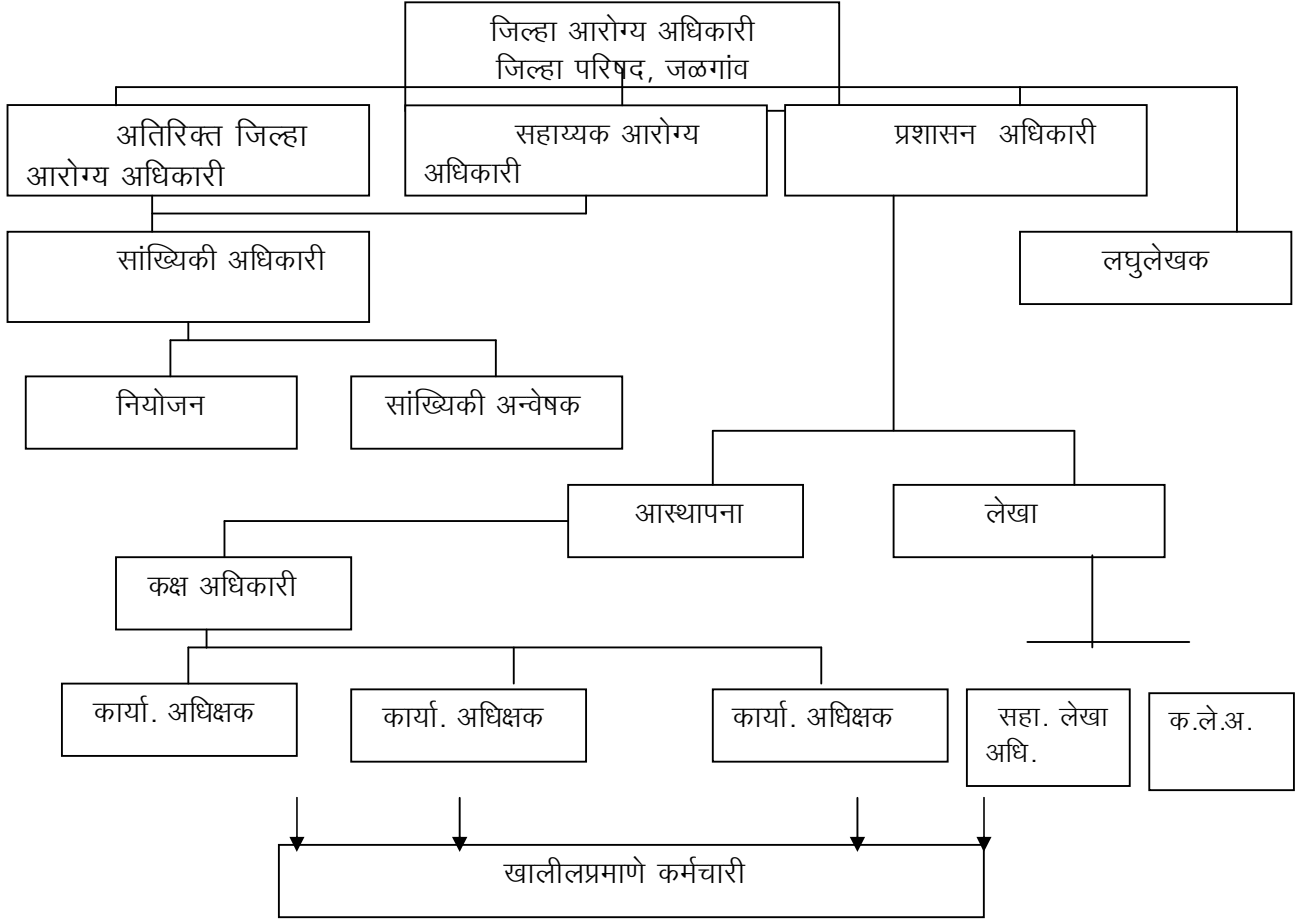 जिल्हा आरोग्य अधिकारी
जिल्हा परिषद, जळगांव
अतिरिक्त जिल्हा
आरोग्य अधिकारी
सहाय्यक आरोग्य
अधिकारी
प्रशासन अधिकारी
सांख्यिकी अधिकारी
लघुलेखक
नियोजन
सांख्यिकी अन्वेषक
आस्थापना
लेखा
कक्ष अधिकारी
कार्या. अधिक्षक
कार्या. अधिक्षक
कार्या. अधिक्षक
सहा. लेखा
अधि.
क.ले.अ.
खालीलप्रमाणे कर्मचारी